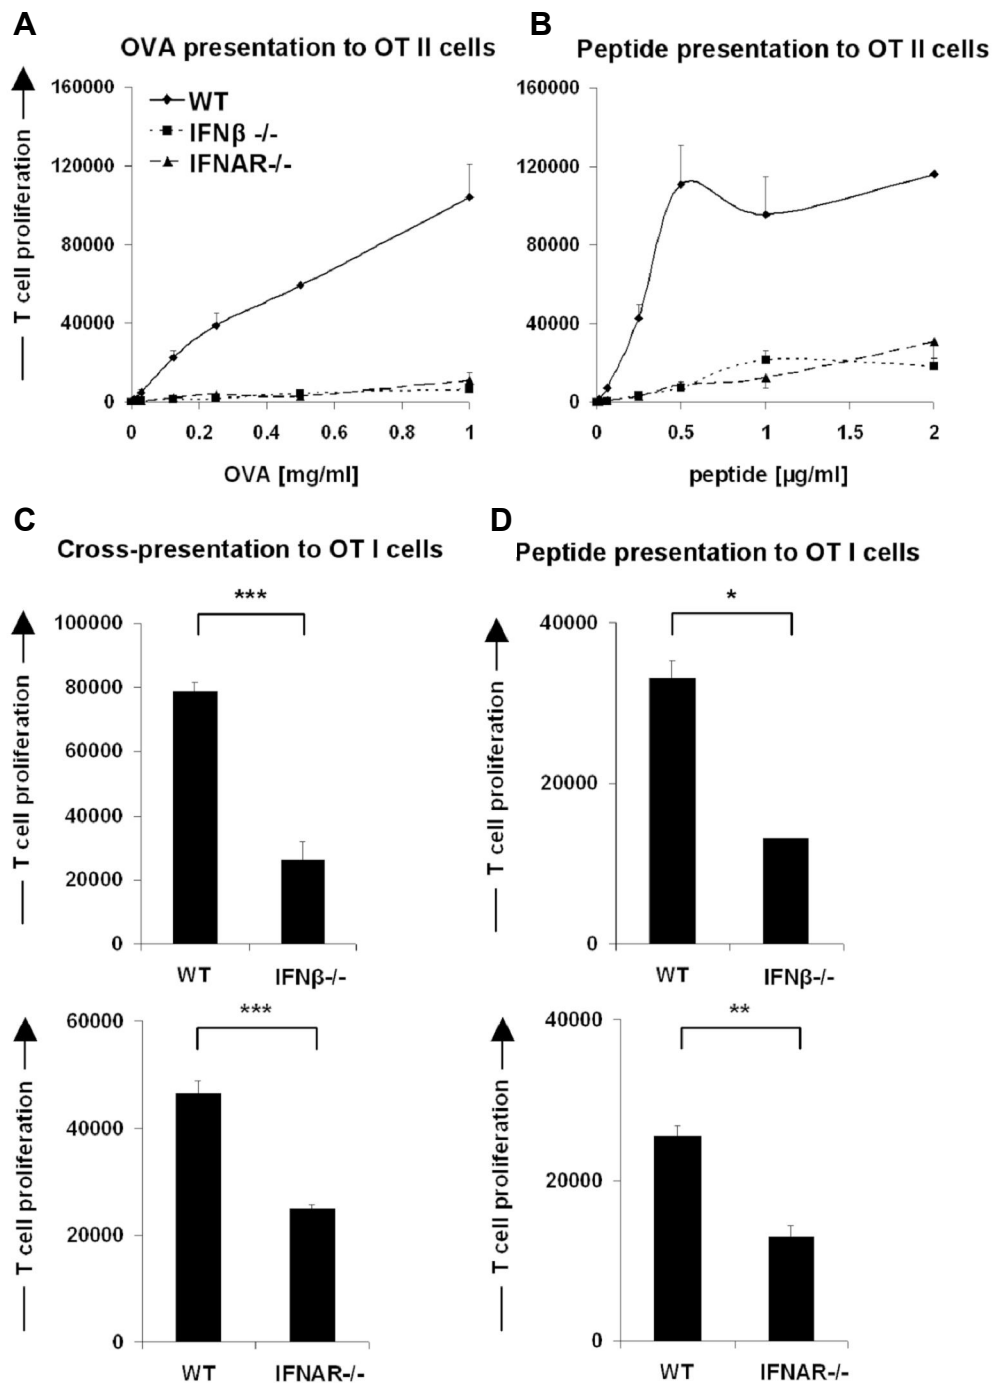 A
OVA presentation to OT II cells
T cell proliferation
160000
120000
80000
40000
0
WT
IFNβ -/-
IFNAR-/-
0 0.2 0.4 0.6 0.8 1
OVA [mg/ml]
B
Peptide presentation to OT II cells
160000
120000
80000
40000
0
0 0.5 1 1.5 2
peptide [µg/ml]
C
Cross-presentation to OT I cells
T cell proliferation
***
100000
80000
60000
40000
20000
0
WT IFNβ-/-
T cell proliferation
***
60000
40000
20000
0
WT IFNAR-/-
D
Peptide presentation to OT I cells
T cell proliferation
*
40000
20000
0
WT IFNβ-/-
T cell proliferation
**
40000
20000
0
WT IFNAR-/-